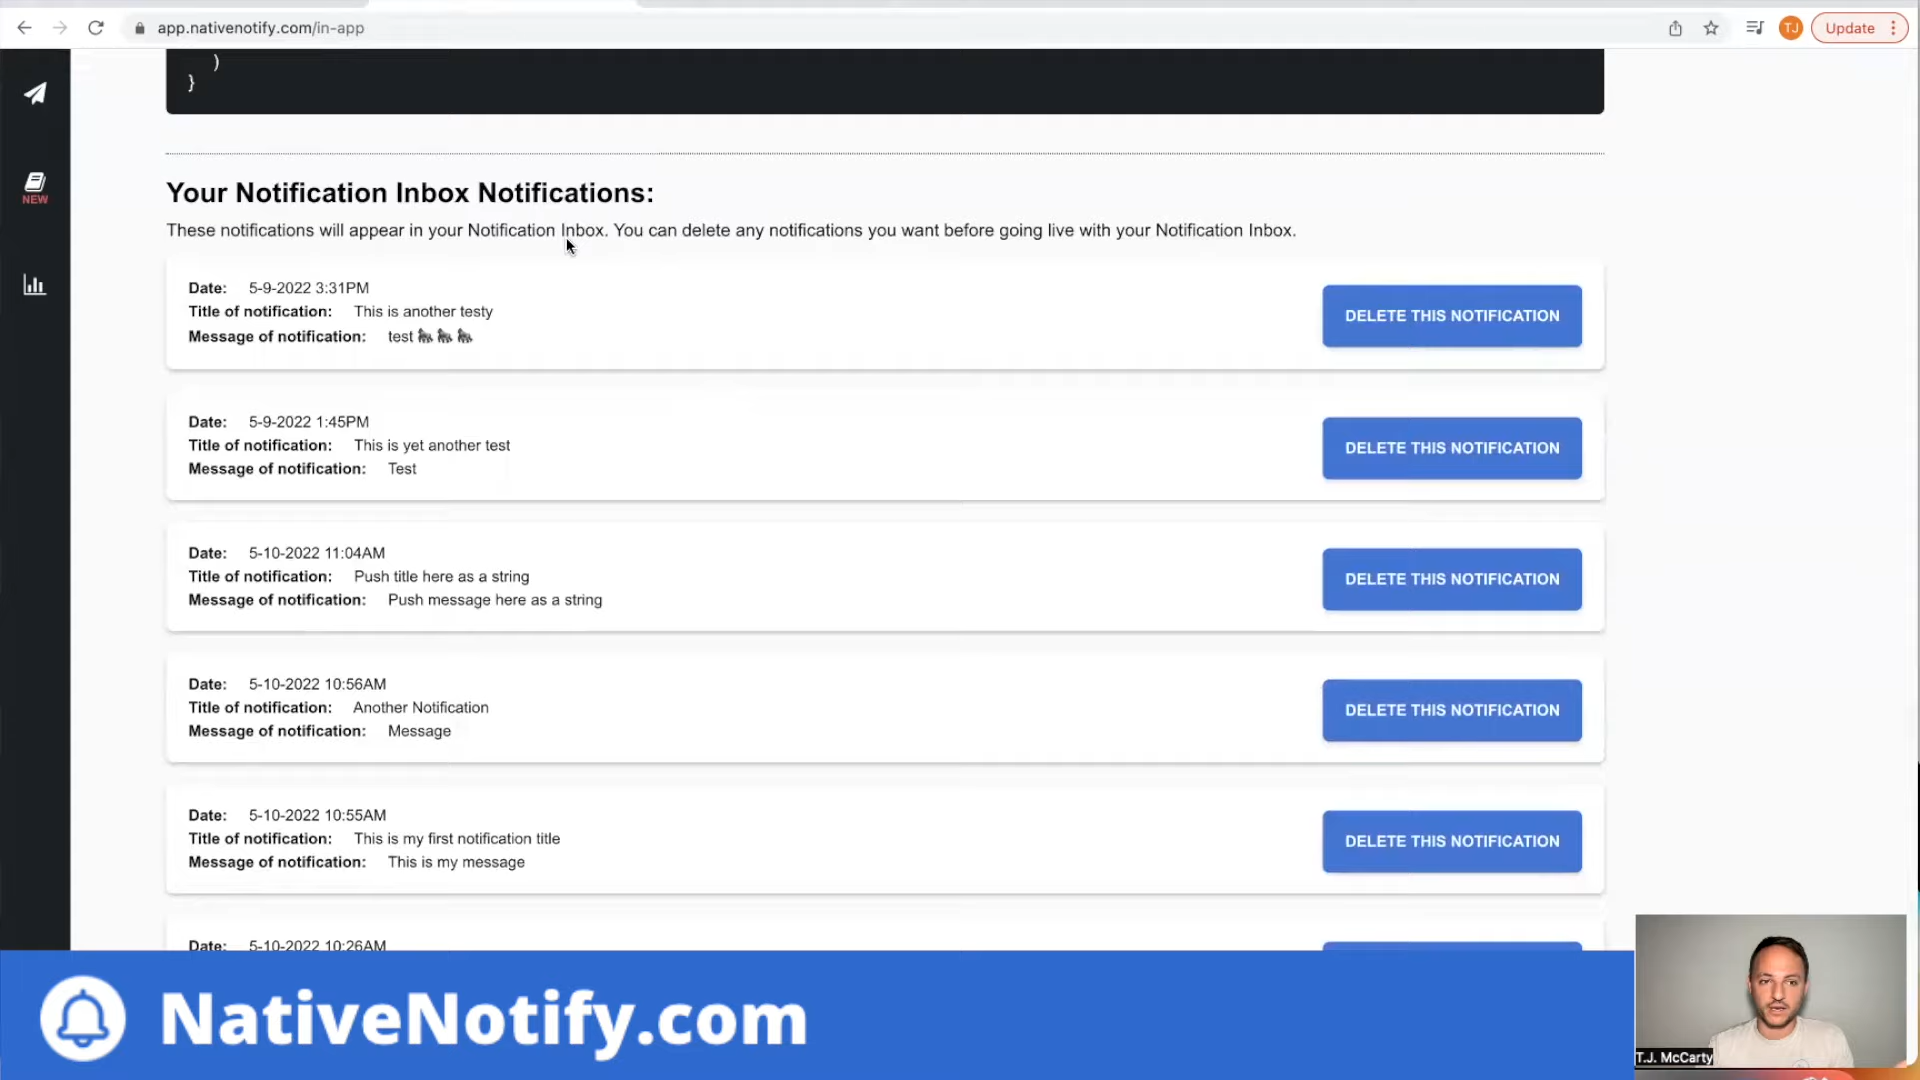 app.nativenotify.com/in-app
TJ
Update
)
}
NEW
Your Notification Inbox Notifications:
These notifications will appear in your Notification Inbox. You can delete any notifications you want before going live with your Notification Inbox.
Date: 5-9-2022 3:31PM
Title of notification: This is another testy
Message of notification: test 🦍🦍🦍
DELETE THIS NOTIFICATION
Date: 5-9-2022 1:45PM
Title of notification: This is yet another test
Message of notification: Test
DELETE THIS NOTIFICATION
Date: 5-10-2022 11:04AM
Title of notification: Push title here as a string
Message of notification: Push message here as a string
DELETE THIS NOTIFICATION
Date: 5-10-2022 10:56AM
Title of notification: Another Notification
Message of notification: Message
DELETE THIS NOTIFICATION
Date: 5-10-2022 10:55AM
Title of notification: This is my first notification title
Message of notification: This is my message
DELETE THIS NOTIFICATION
Date: 5-10-2022 10:26AM
NativeNotify.com
T.J. McCarty